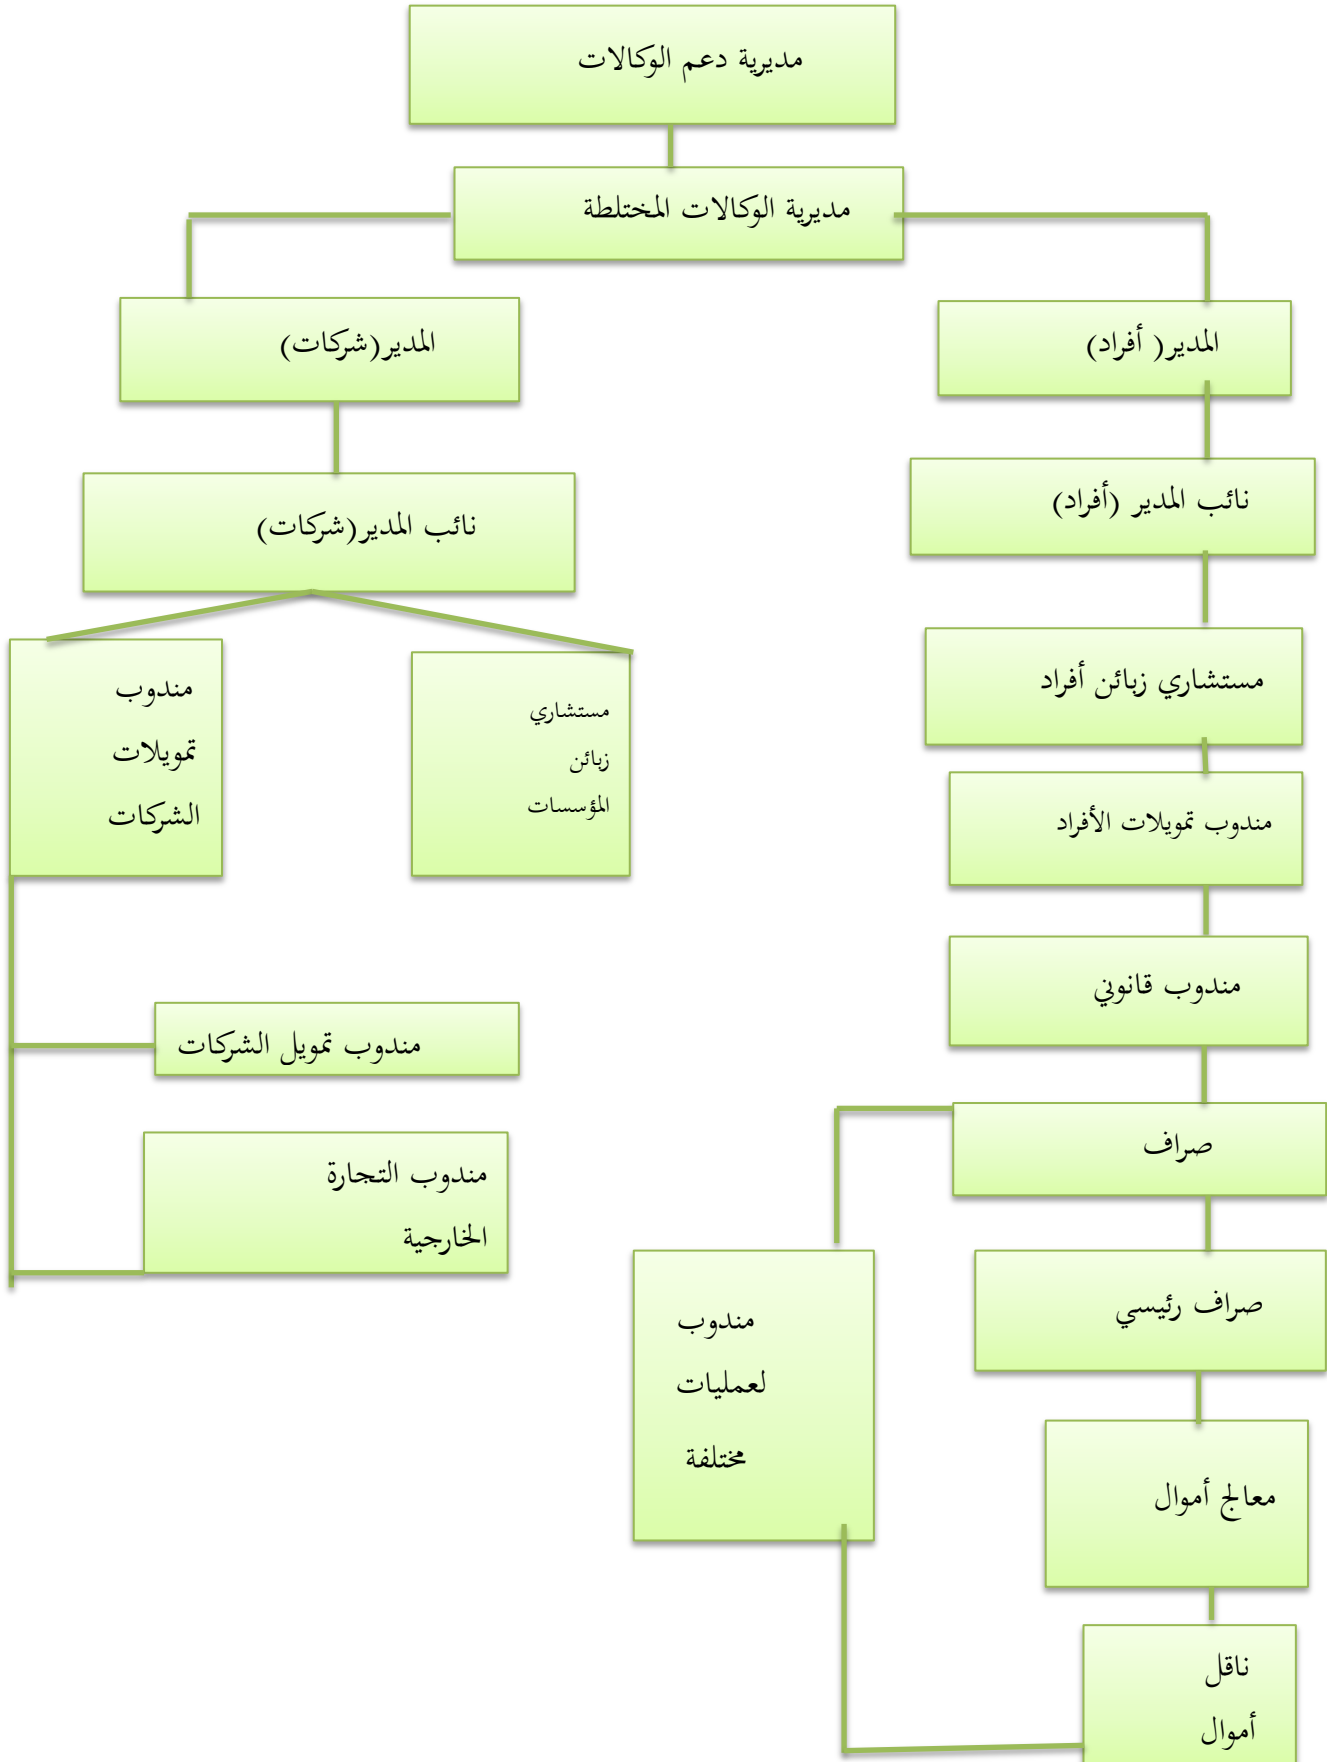 مديرية دعم الوكالات
مديرية الوكالات المختلطة
المدير( أفراد)
المدير(شركات)
نائب المدير (أفراد)
نائب المدير(شركات)
مستشاري زبائن أفراد
مستشاري
زبائن
المؤسسات
مندوب
تمويلات
الشركات
مندوب تمويلات الأفراد
مندوب قانوني
مندوب تمويل الشركات
صراف
مندوب التجارة
الخارجية
صراف رئيسي
مندوب
لعمليات
مختلفة
معالج أموال
ناقل
أموال